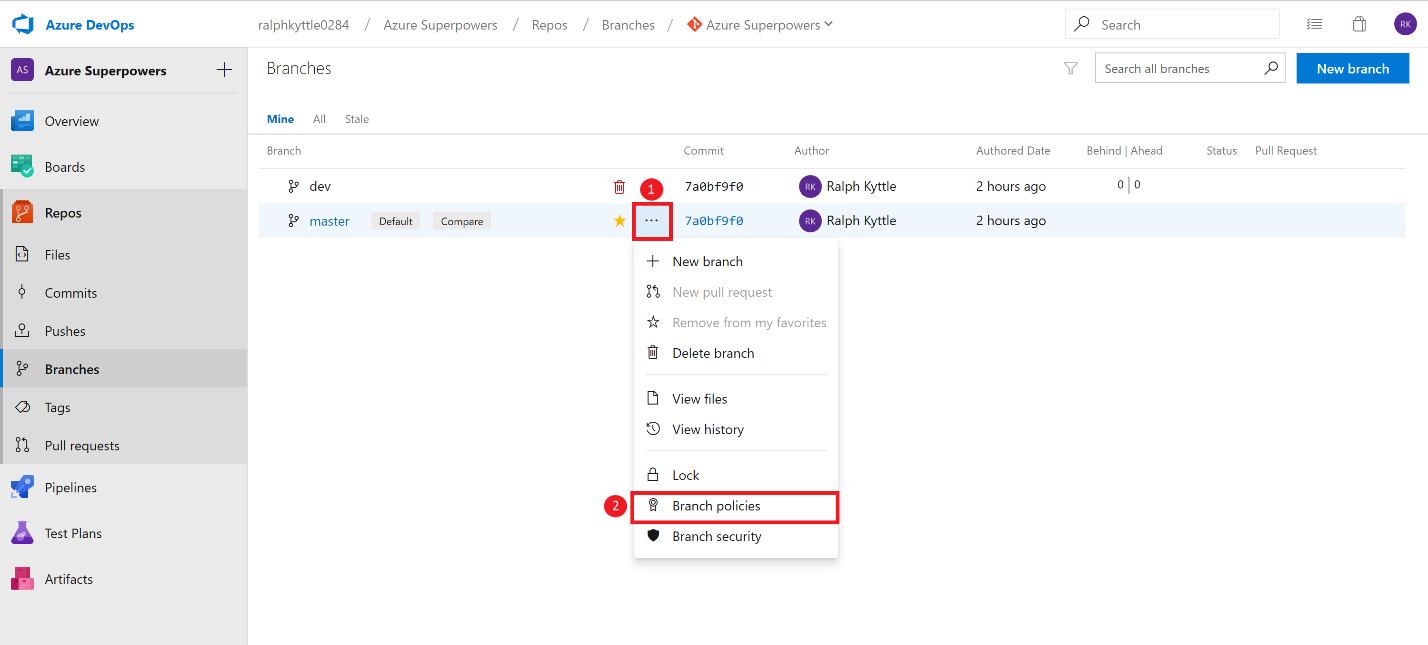 Azure DevOps
ralphkyttle0284 / Azure Superpowers / Repos / Branches / Azure Superpowers
Search
RK
AS Azure Superpowers
Overview
Boards
Repos
Files
Commits
Pushes
Branches
Tags
Pull requests
Pipelines
Test Plans
Artifacts
Branches
Search all branches
New branch
Mine All Stale
Branch Commit Author Authored Date Behind | Ahead Status Pull Request
dev 7a0bf9f0 RK Ralph Kyttle 2 hours ago 0 | 0
1
master Default Compare ... 7a0bf9f0 RK Ralph Kyttle 2 hours ago
New branch
New pull request
Remove from my favorites
Delete branch
View files
View history
Lock
2 Branch policies
Branch security